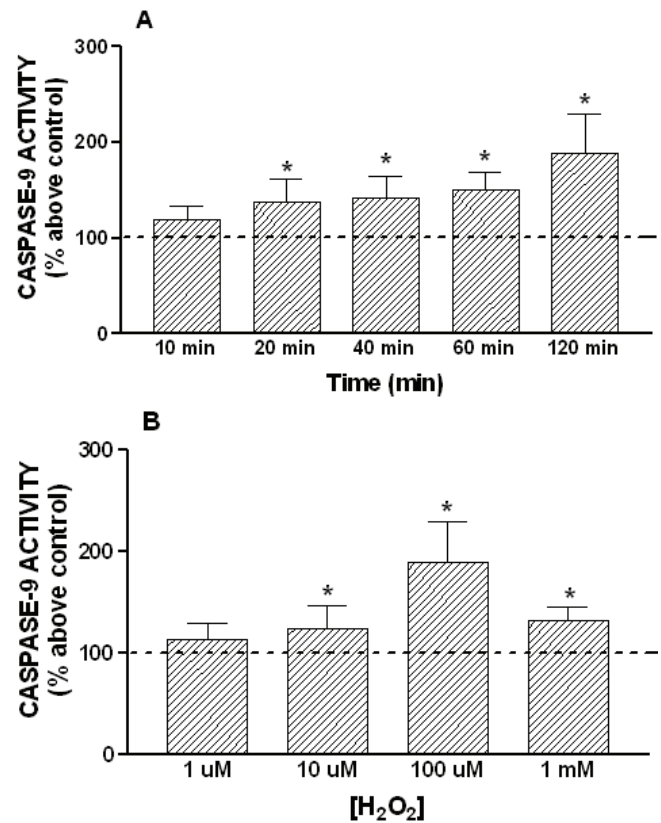 A
CASPASE-9 ACTIVITY
(% above control)
300
200
100
0
*
*
*
*
10 min 20 min 40 min 60 min 120 min
Time (min)
B
CASPASE-9 ACTIVITY
(% above control)
300
200
100
0
*
*
*
1 uM 10 uM 100 uM 1 mM
[H₂O₂]